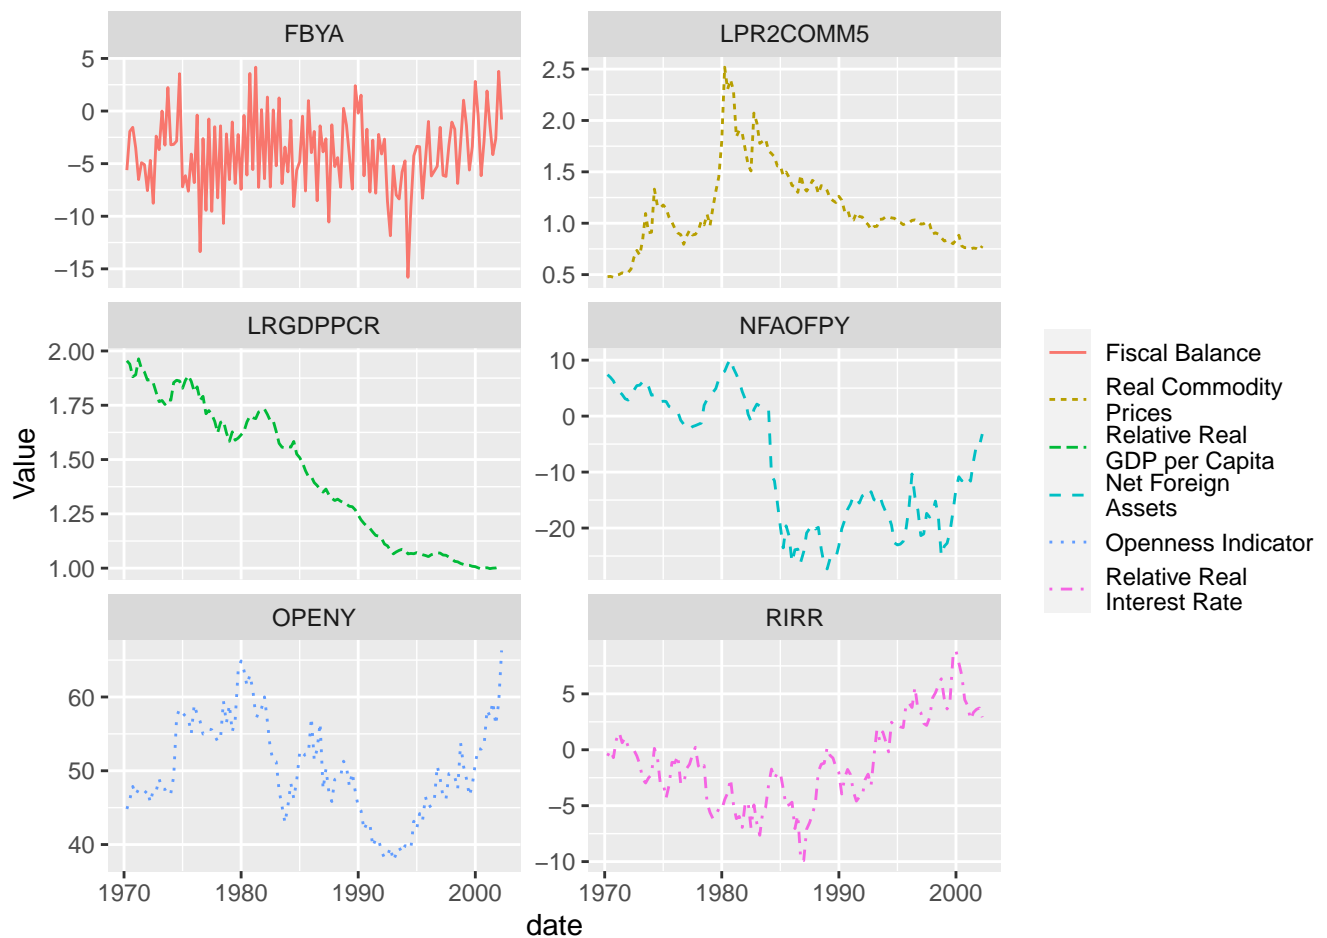 FBYA
LPR2COMM5
5
0
−5
−10
−15
2.5
2.0
1.5
1.0
0.5
LRGDPPCR
NFAOFPY
2.00
1.75
1.50
1.25
1.00
10
0
−10
−20
OPENY
RIRR
60
50
40
5
0
−5
−10
1970
1980
1990
2000
1970
1980
1990
2000
date
Value
Fiscal Balance
Real Commodity
Prices
Relative Real
GDP per Capita
Net Foreign
Assets
Openness Indicator
Relative Real
Interest Rate